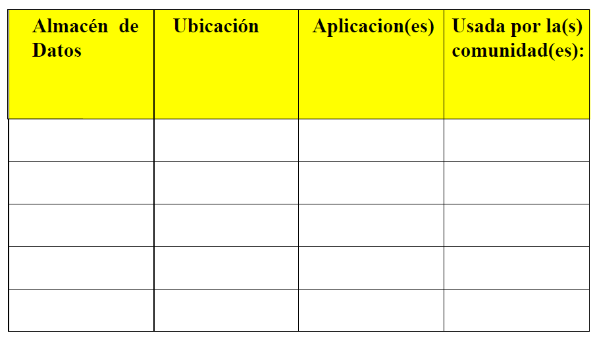 Almacén de
Datos
Ubicación
Aplicacion(es)
Usada por la(s)
comunidad(es):